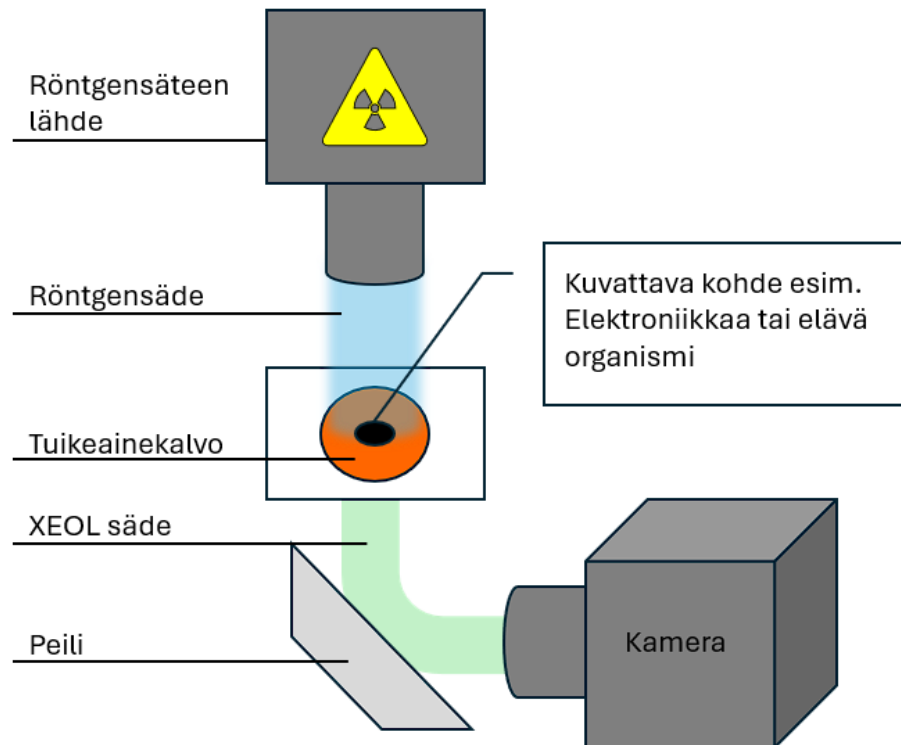 Röntgensäteen
lähde
Röntgensäde
Kuvattava kohde esim.
Elektroniikkaa tai elävä
organismi
Tuikeainekalvo
XEOL säde
Peili
Kamera